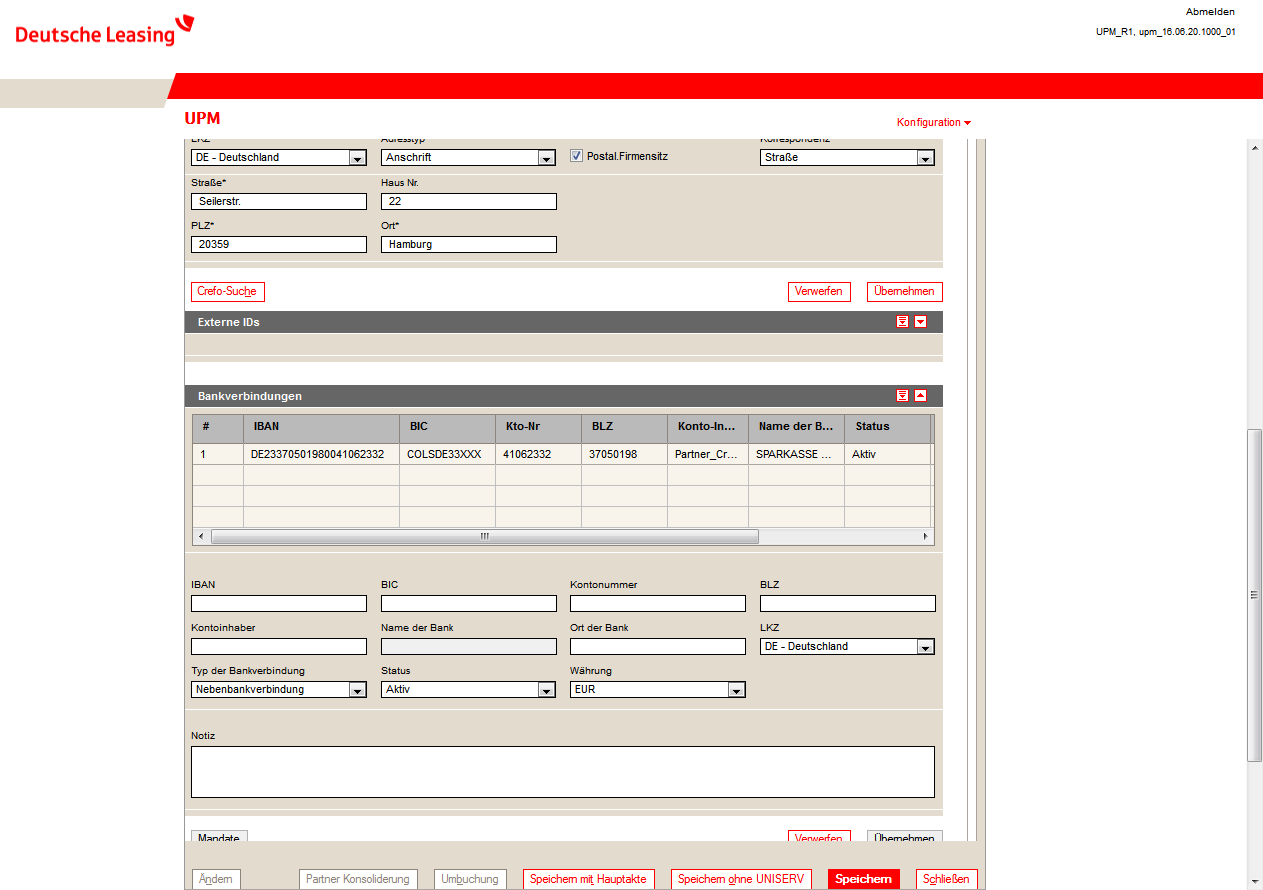 Abmelden
Deutsche Leasing
UPM_R1, upm_16.06.20.1000_01
UPM
Konfiguration
LKZ Adresstyp Korrespondenz
DE - Deutschland Anschrift Postal.Firmensitz Straße
Straße* Haus Nr.
Seilerstr. 22
PLZ* Ort*
20359 Hamburg
Crefo-Suche Verwerfen Übernehmen
Externe IDs
Bankverbindungen
# IBAN BIC Kto-Nr BLZ Konto-In... Name der B... Status
1 DE23370501980041062332 COLSDE33XXX 41062332 37050198 Partner_Cr... SPARKASSE ... Aktiv
IBAN BIC Kontonummer BLZ
Kontoinhaber Name der Bank Ort der Bank LKZ
DE - Deutschland
Typ der Bankverbindung Status Währung
Nebenbankverbindung Aktiv EUR
Notiz
Mandate Verwerfen Übernehmen
Ändern Partner Konsolidierung Umbuchung Speichern mit Hauptakte Speichern ohne UNISERV Speichern Schließen